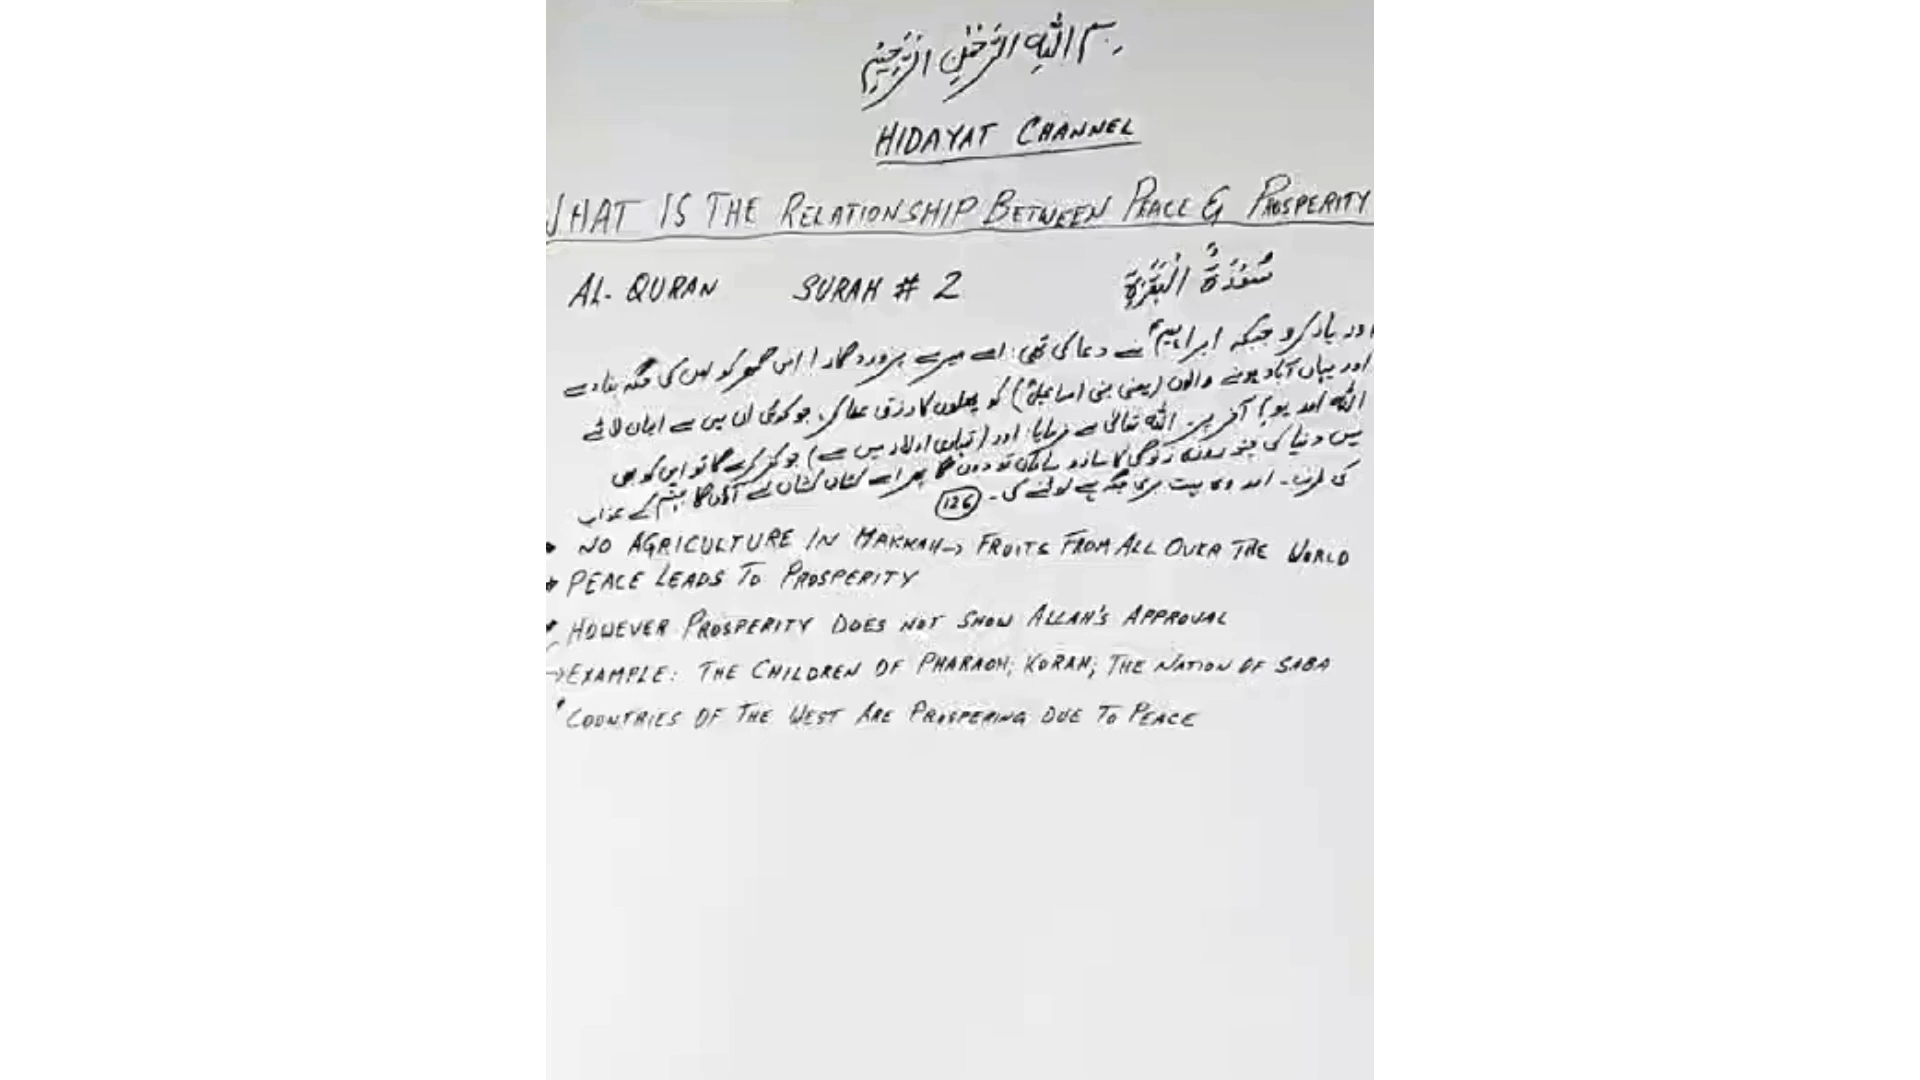 بِسْمِ اللهِ الرَّحْمٰنِ الرَّحِيْمِ
HIDAYAT CHANNEL
WHAT IS THE RELATIONSHIP BETWEEN PEACE & PROSPERITY
AL-QURAN SURAH # 2 سُوْرَةُ الْبَقَرَةِ
اور یاد کرو جبکہ ابراہیمؑ نے دعا کی تھی: اے میرے پروردگار! اس گھر کو امن کی جگہ بنا دے
اور یہاں آباد ہونے والوں (یعنی بنی اسماعیلؑ) کو پھلوں کا رزق عطا کر، جو کوئی ان میں سے ایمان لائے
اللہ اور یوم آخر پر۔ اللہ تعالیٰ نے فرمایا: اور (تمہاری اولاد میں سے) جو کفر کرے گا تو اس کو بھی
میں دنیا کی چند روزہ زندگی کا سازو سامان تو دوں گا پھر اسے کشاں کشاں لے آؤں گا جہنم کے عذاب
کی طرف۔ اور وہ بہت بری جگہ ہے لوٹنے کی۔ 126
• NO AGRICULTURE IN MAKKAH → FRUITS FROM ALL OVER THE WORLD
• PEACE LEADS TO PROSPERITY
• HOWEVER PROSPERITY DOES NOT SHOW ALLAH'S APPROVAL
→ EXAMPLE: THE CHILDREN OF PHARAOH; KORAH; THE NATION OF SABA
• COUNTRIES OF THE WEST ARE PROSPERING DUE TO PEACE